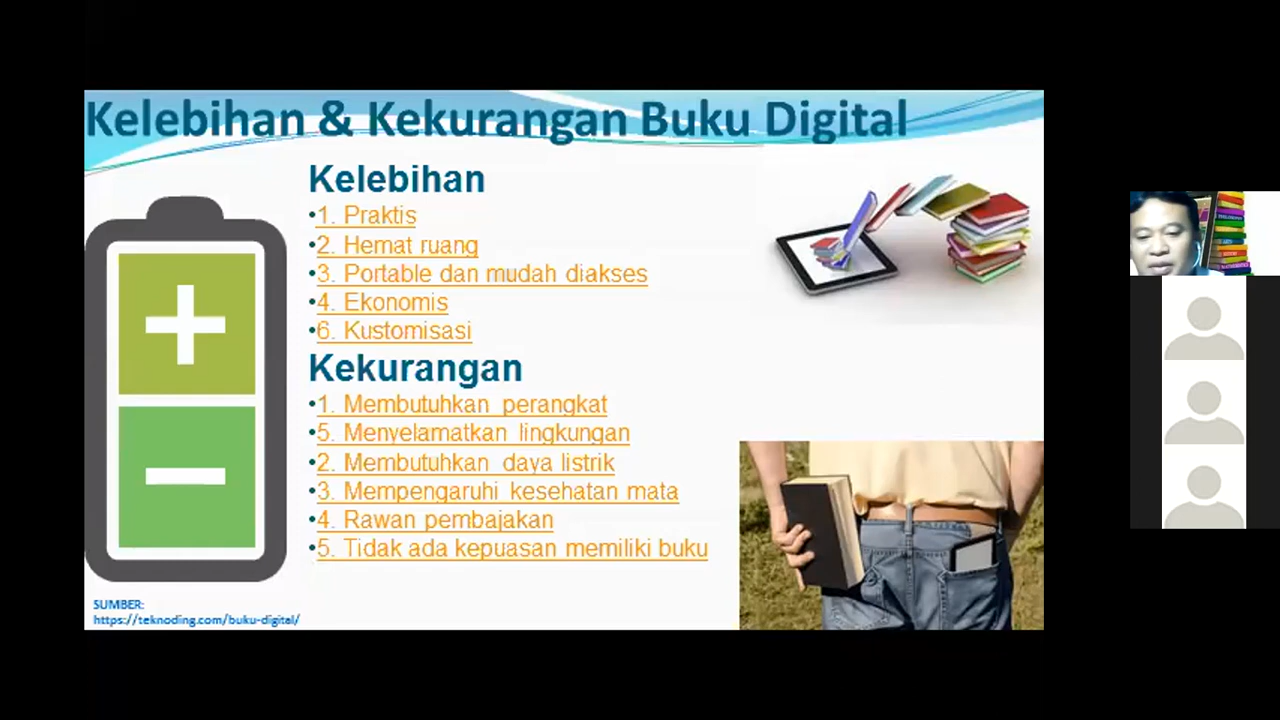 Kelebihan & Kekurangan Buku Digital
Kelebihan
•1. Praktis
•2. Hemat ruang
•3. Portable dan mudah diakses
•4. Ekonomis
•6. Kustomisasi
Kekurangan
•1. Membutuhkan perangkat
•5. Menyelamatkan lingkungan
•2. Membutuhkan daya listrik
•3. Mempengaruhi kesehatan mata
•4. Rawan pembajakan
•5. Tidak ada kepuasan memiliki buku
SUMBER:
https://teknoding.com/buku-digital/